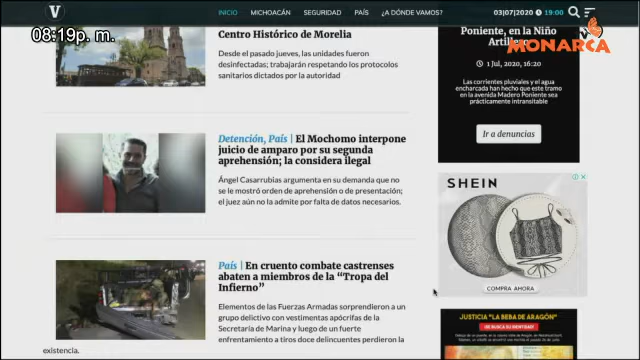 08:19p. m.
V
INICIO MICHOACÁN SEGURIDAD PAÍS ¿A DÓNDE VAMOS?
03/07/2020 19:00
MONARCA
Centro Histórico de Morelia
Desde el pasado jueves, las unidades fueron
desinfectadas; trabajarán respetando los protocolos
sanitarios dictados por la autoridad
Detención, País | El Mochomo interpone
juicio de amparo por su segunda
aprehensión; la considera ilegal
Ángel Casarrubias argumenta en su demanda que no
se le mostró orden de aprehensión o de presentación;
el juez aún no la admite por falta de datos necesarios.
País | En cruento combate castrenses
abaten a miembros de la “Tropa del
Infierno”
Elementos de las Fuerzas Armadas sorprendieron a
un grupo delictivo con vestimentas apócrifas de la
Secretaría de Marina y luego de un fuerte
enfrentamiento a tiros doce delincuentes perdieron la
existencia.
Poniente, en la Niño
Artillero
1 Jul, 2020, 16:20
Las corrientes pluviales y el agua
encharcada han hecho que este tramo
en la avenida Madero Poniente sea
prácticamente intransitable
Ir a denuncias
SHEIN
COMPRA AHORA
JUSTICIA "LA BEBA DE ARAGÓN"
SE BUSCA SU IDENTIDAD